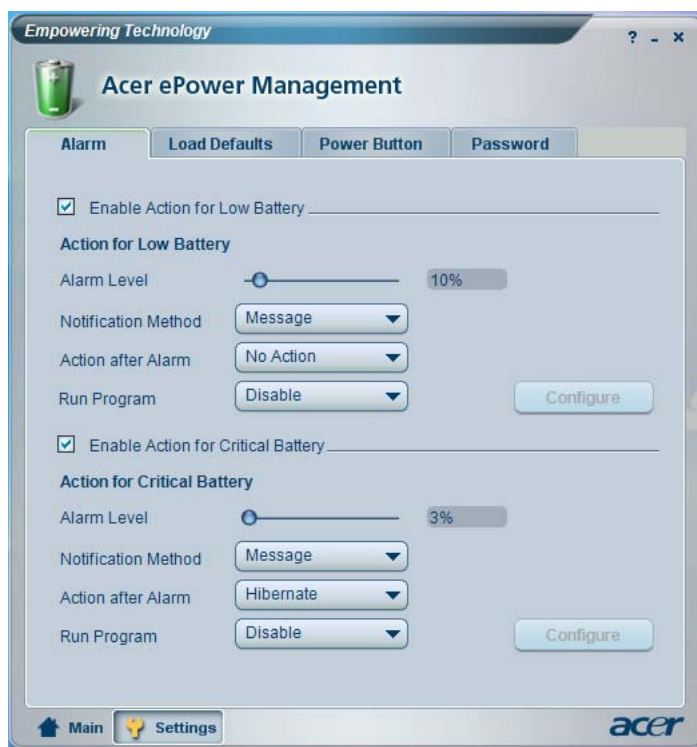 Empowering Technology
? - x
Acer ePower Management
Alarm Load Defaults Power Button Password
Enable Action for Low Battery
Action for Low Battery
Alarm Level 10%
Notification Method Message
Action after Alarm No Action
Run Program Disable Configure
Enable Action for Critical Battery
Action for Critical Battery
Alarm Level 3%
Notification Method Message
Action after Alarm Hibernate
Run Program Disable Configure
Main Settings acer